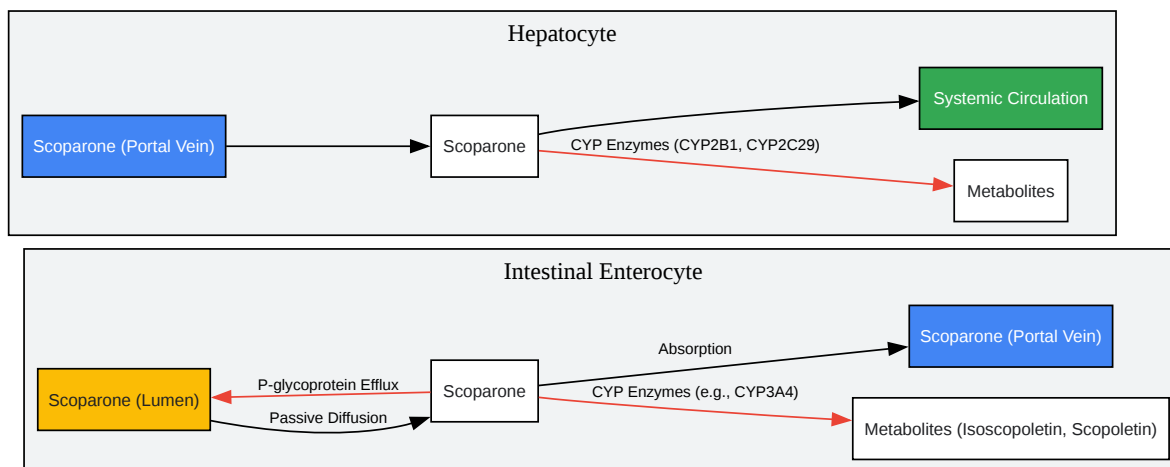 Hepatocyte
Systemic Circulation
Scoparone (Portal Vein)
Scoparone
CYP Enzymes (CYP2B1, CYP2C29)
Metabolites
Intestinal Enterocyte
Scoparone (Portal Vein)
Absorption
P-glycoprotein Efflux
Scoparone
CYP Enzymes (e.g., CYP3A4)
Scoparone (Lumen)
Passive Diffusion
Metabolites (Isoscopoletin, Scopoletin)